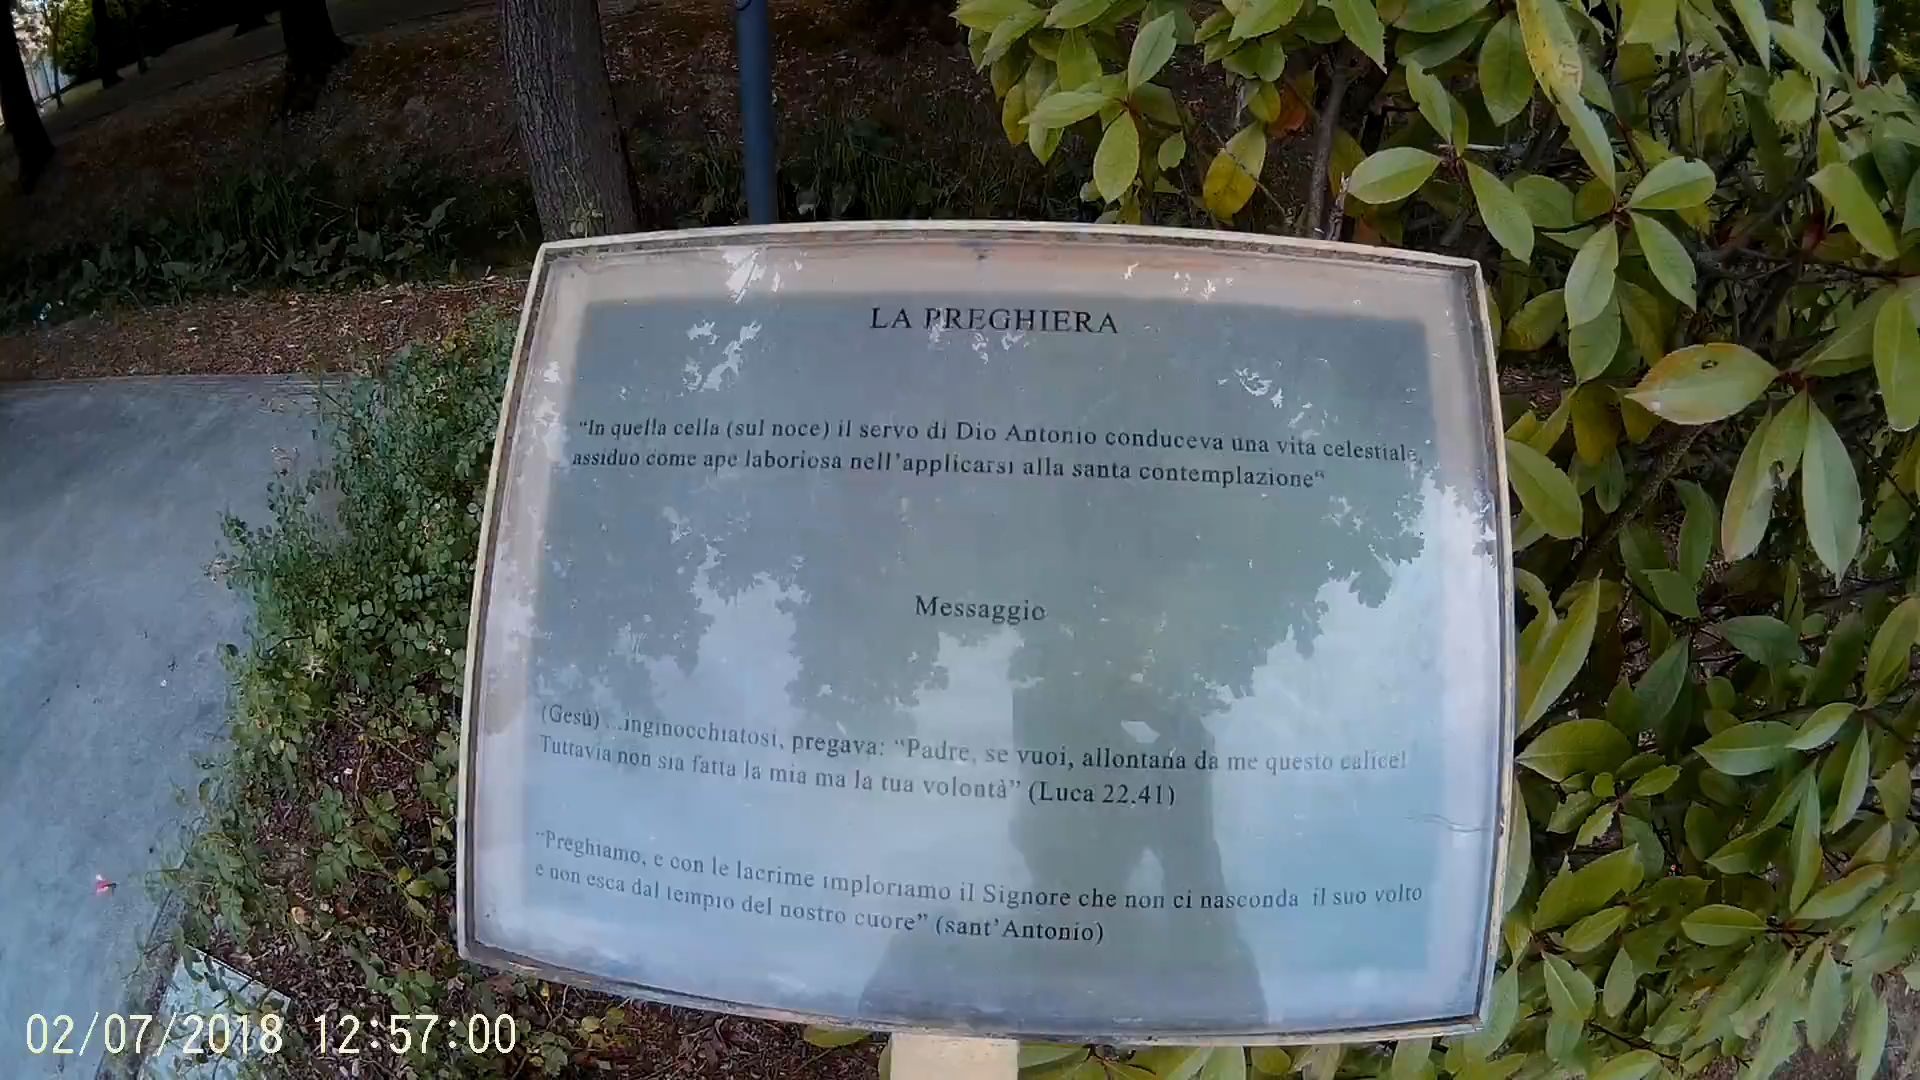 LA PREGHIERA
“In quella cella (sul noce) il servo di Dio Antonio conduceva una vita celestiale,
assiduo come ape laboriosa nell’applicarsi alla santa contemplazione“
Messaggio
(Gesù) ...inginocchiatosi, pregava: “Padre, se vuoi, allontana da me questo calice!
Tuttavia non sia fatta la mia ma la tua volontà” (Luca 22,41)
“Preghiamo, e con le lacrime imploriamo il Signore che non ci nasconda il suo volto
e non esca dal tempio del nostro cuore” (sant’Antonio)
02/07/2018 12:57:00